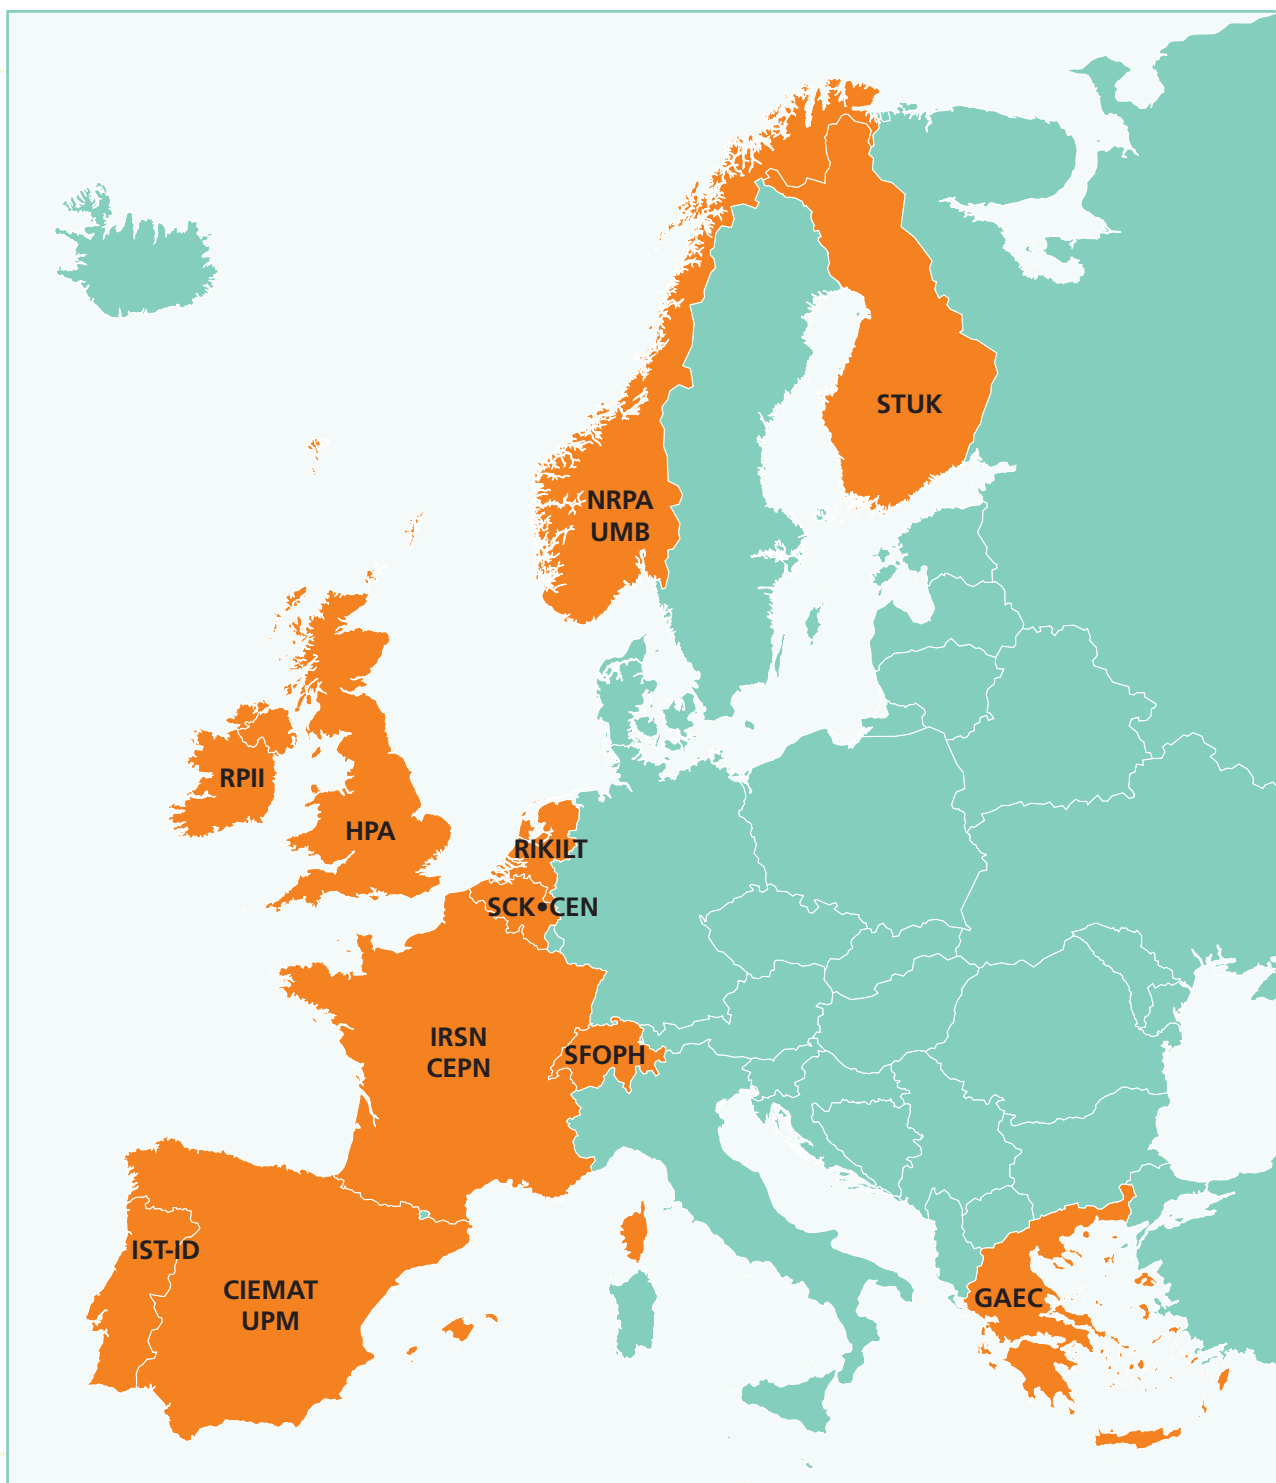 STUK
NRPA
UMB
RPII
HPA
RIKILT
SCK•CEN
IRSN
CEPN
SFOPH
IST-ID
CIEMAT
UPM
GAEC